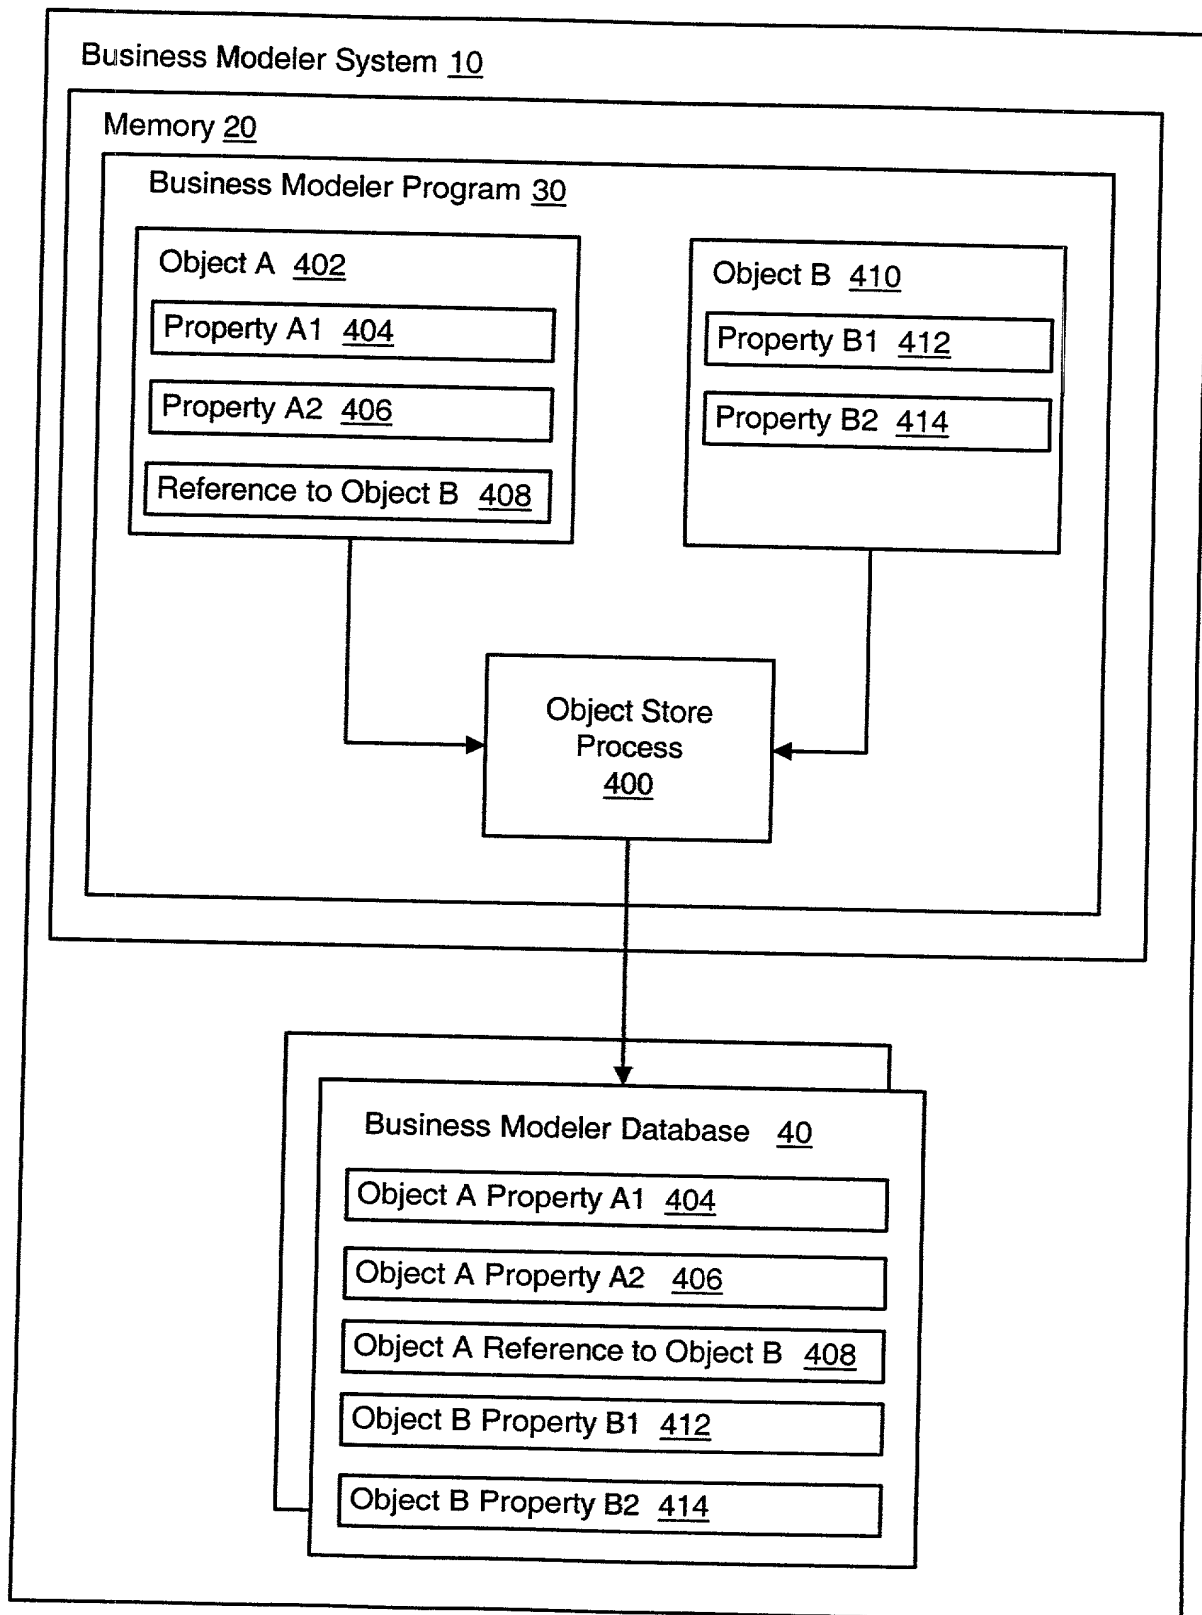 Business Modeler System 10
Memory 20
Business Modeler Program 30
Object A 402
Property A1 404
Property A2 406
Reference to Object B 408
Object B 410
Property B1 412
Property B2 414
Object Store
Process
400
Business Modeler Database 40
Object A Property A1 404
Object A Property A2 406
Object A Reference to Object B 408
Object B Property B1 412
Object B Property B2 414